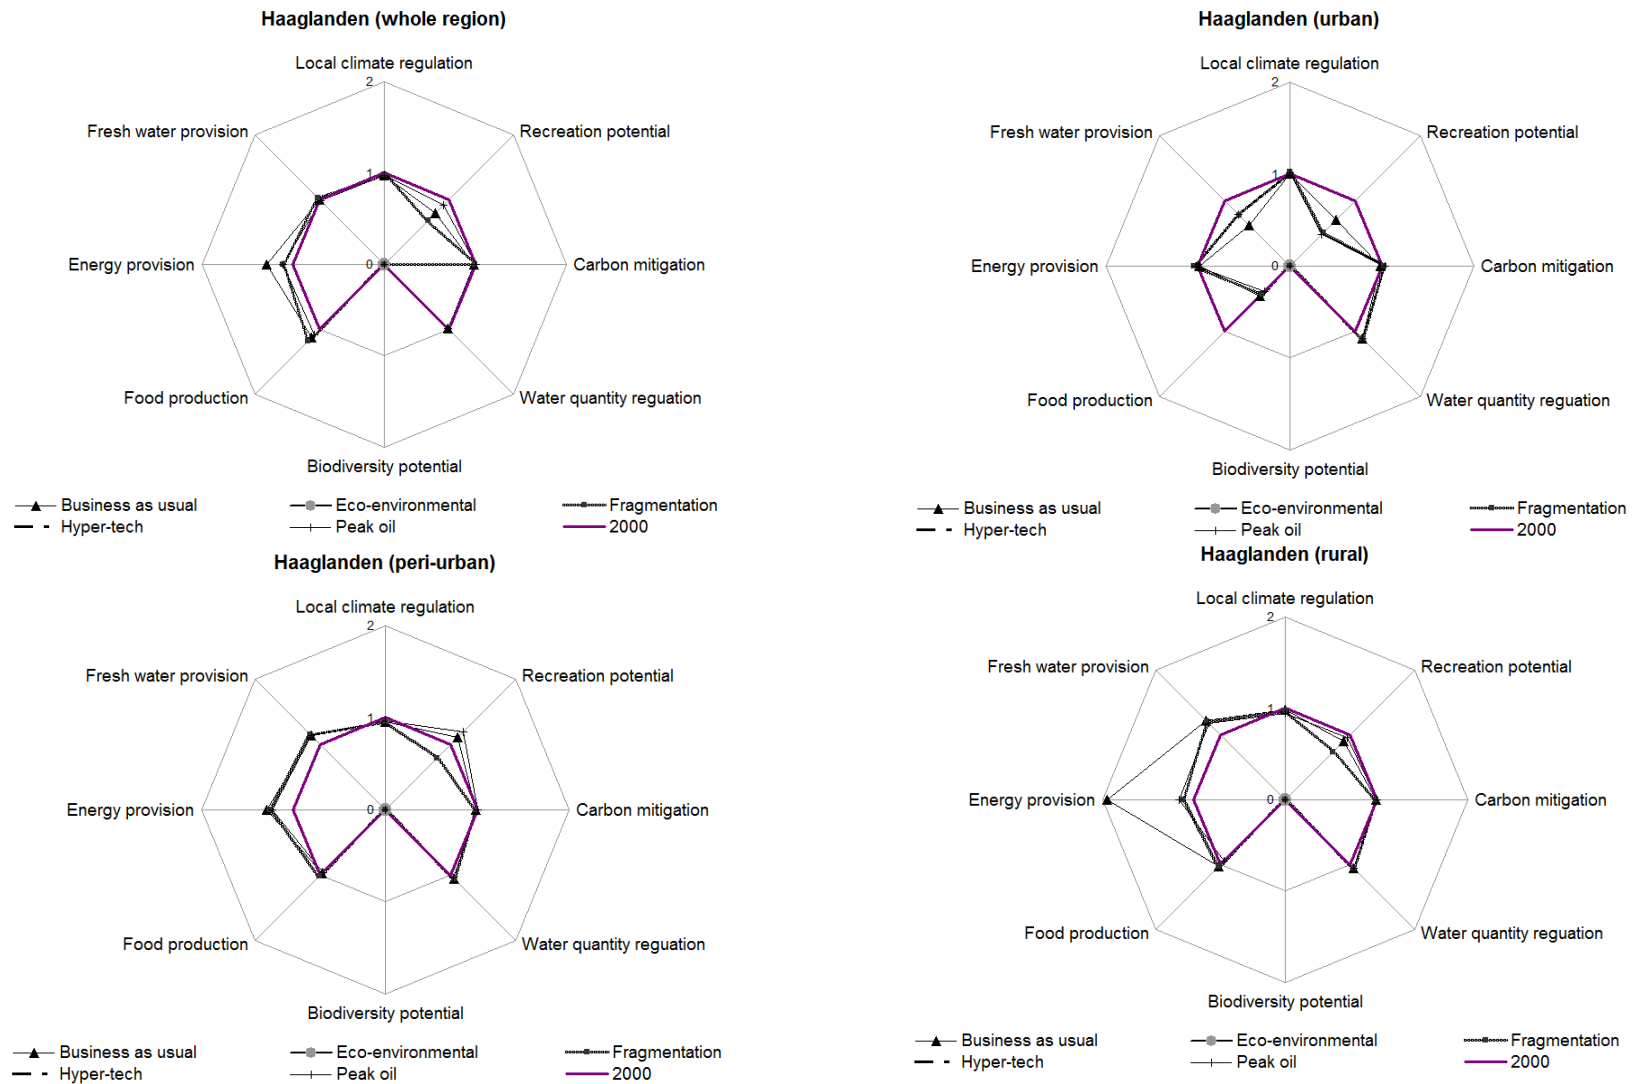 Haaglanden (whole region)
Local climate regulation
2
Fresh water provision
Recreation potential
1
Energy provision
0
Carbon mitigation
Food production
Water quantity reguation
Biodiversity potential
Business as usual
Eco-environmental
Fragmentation
Hyper-tech
Peak oil
2000
Haaglanden (urban)
Local climate regulation
2
Fresh water provision
Recreation potential
1
Energy provision
0
Carbon mitigation
Food production
Water quantity reguation
Biodiversity potential
Business as usual
Eco-environmental
Fragmentation
Hyper-tech
Peak oil
2000
Haaglanden (peri-urban)
Local climate regulation
2
Fresh water provision
Recreation potential
1
Energy provision
0
Carbon mitigation
Food production
Water quantity reguation
Biodiversity potential
Business as usual
Eco-environmental
Fragmentation
Hyper-tech
Peak oil
2000
Haaglanden (rural)
Local climate regulation
2
Fresh water provision
Recreation potential
1
Energy provision
0
Carbon mitigation
Food production
Water quantity reguation
Biodiversity potential
Business as usual
Eco-environmental
Fragmentation
Hyper-tech
Peak oil
2000